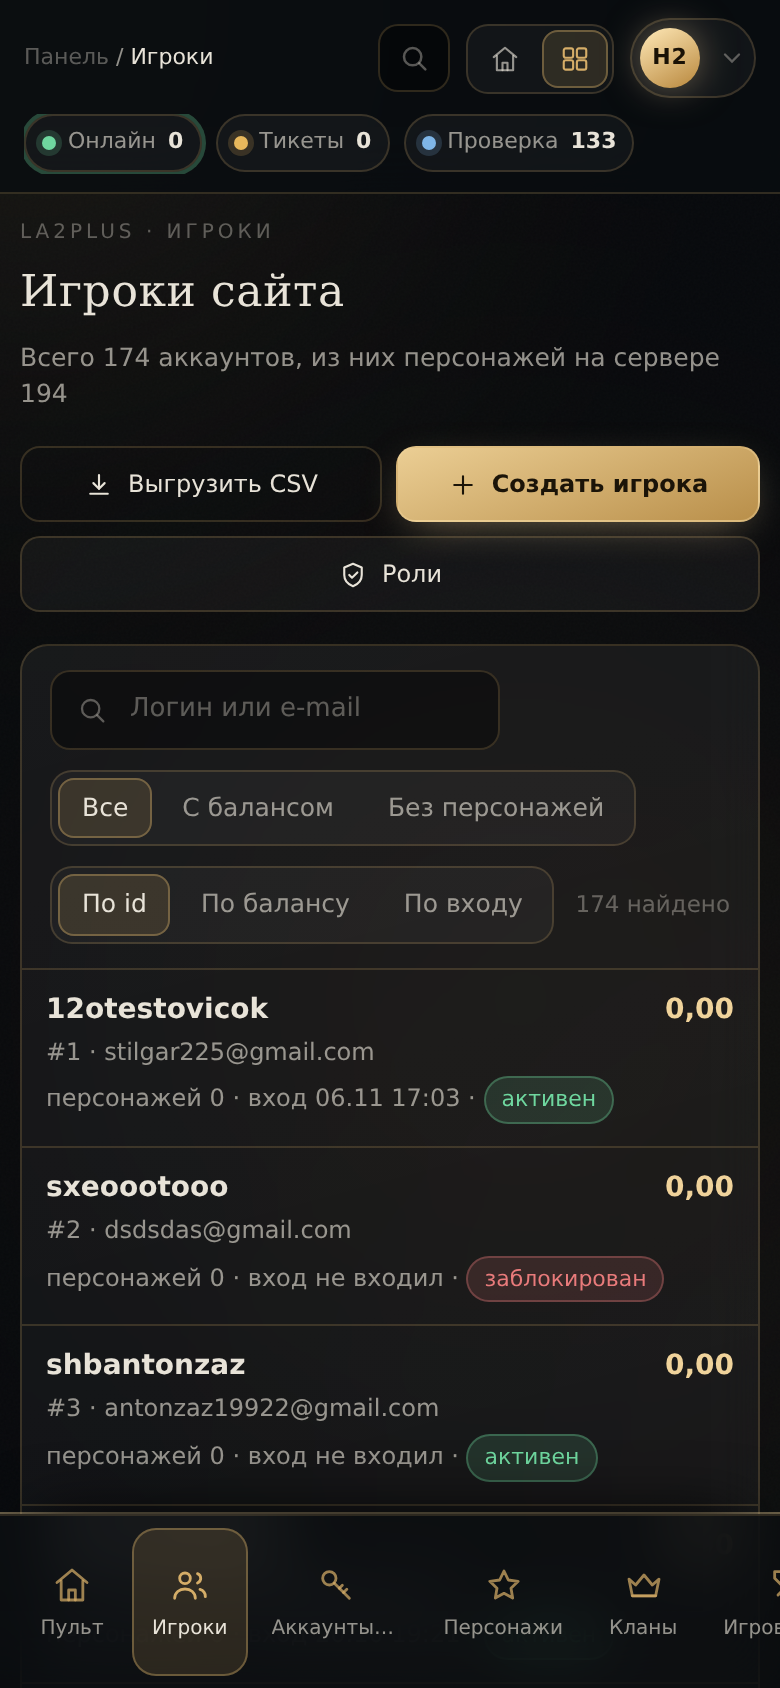 Панель / Игроки
H2
Онлайн 0 Тикеты 0 Проверка 133
LA2PLUS · ИГРОКИ
Игроки сайта
Всего 174 аккаунтов, из них персонажей на сервере
194
Выгрузить CSV
Создать игрока
Роли
Логин или e-mail
Все С балансом Без персонажей
По id По балансу По входу 174 найдено
12otestovicok 0,00
#1 · stilgar225@gmail.com
персонажей 0 · вход 06.11 17:03 · активен
sxeoootooo 0,00
#2 · dsdsdas@gmail.com
персонажей 0 · вход не входил · заблокирован
shbantonzaz 0,00
#3 · antonzaz19922@gmail.com
персонажей 0 · вход не входил · активен
Пульт Игроки Аккаунты... Персонажи Кланы